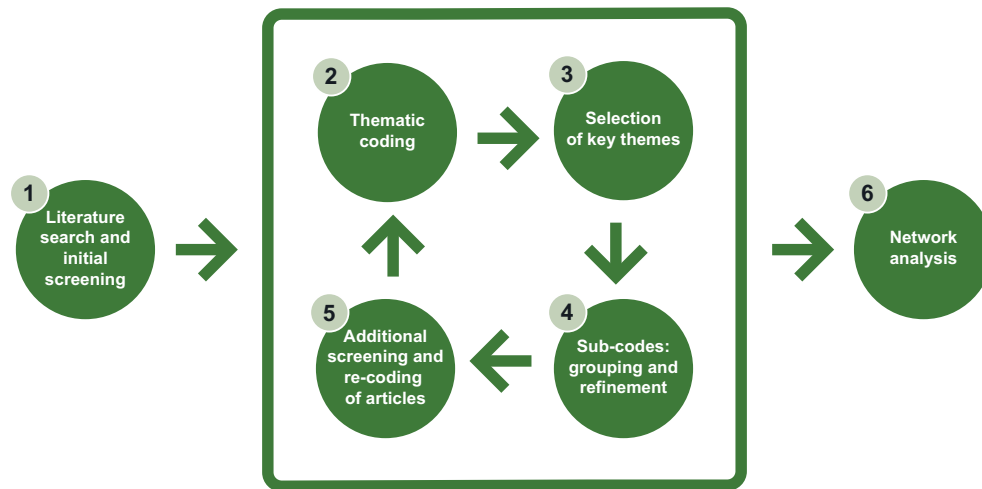 1
Literature
search and
initial
screening
2
Thematic
coding
3
Selection
of key themes
4
Sub-codes:
grouping and
refinement
5
Additional
screening and
re-coding
of articles
6
Network
analysis